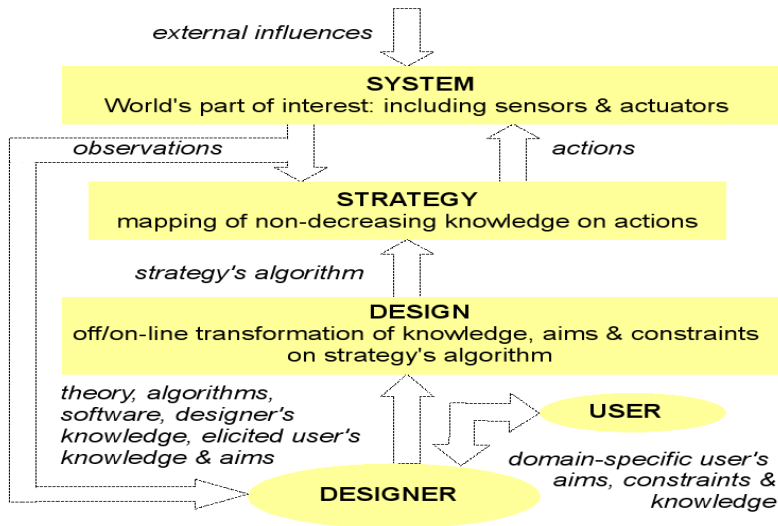 external influences
SYSTEM
World's part of interest: including sensors & actuators
observations
actions
STRATEGY
mapping of non-decreasing knowledge on actions
strategy's algorithm
DESIGN
off/on-line transformation of knowledge, aims & constraints
on strategy's algorithm
theory, algorithms,
software, designer's
knowledge, elicited user's
knowledge & aims
USER
domain-specific user's
aims, constraints &
knowledge
DESIGNER